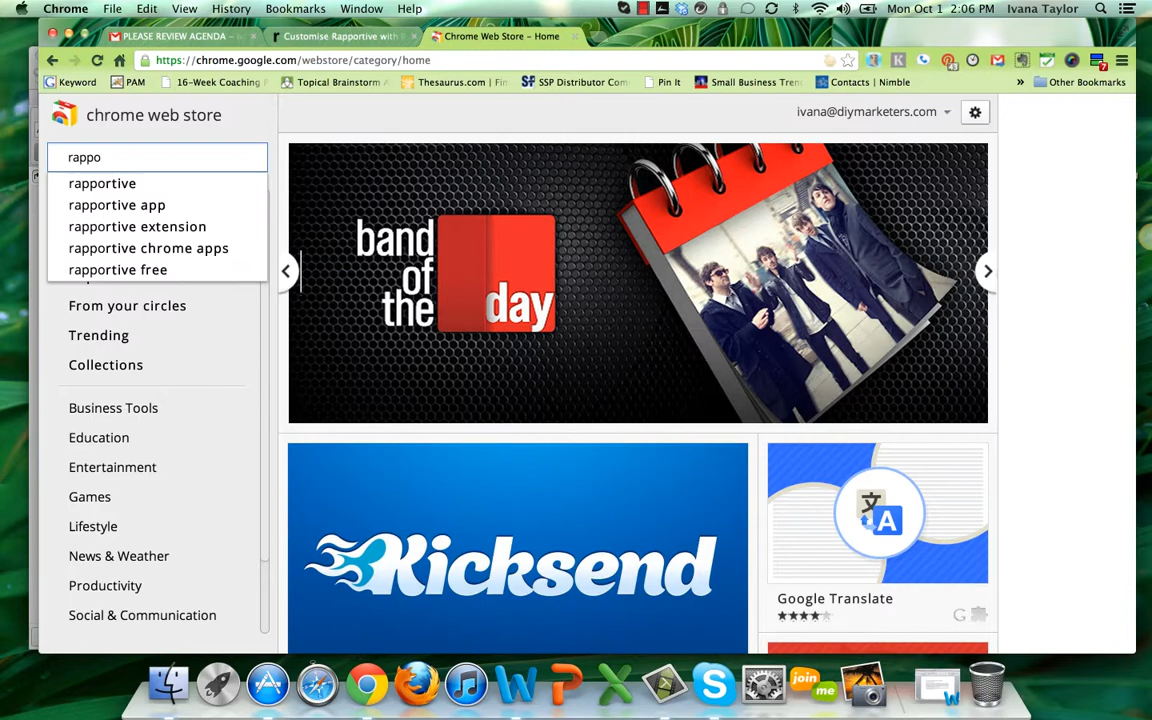 Chrome File Edit View History Bookmarks Window Help Mon Oct 1 2:06 PM Ivana Taylor
PLEASE REVIEW AGENDA – Customise Rapportive with Chrome Web Store – Home
https://chrome.google.com/webstore/category/home
Keyword PAM 16-Week Coaching Topical Brainstorm Thesaurus.com | Fin SSP Distributor Com Pin It Small Business Tren Contacts | Nimble » Other Bookmarks
chrome web store
ivana@diymarketers.com
rappo
rapportive
rapportive app
rapportive extension
rapportive chrome apps
rapportive free
From your circles
Trending
Collections
Business Tools
Education
Entertainment
Games
Lifestyle
News & Weather
Productivity
Social & Communication
band
of
the day
Kicksend
文 A
Google Translate
join
me